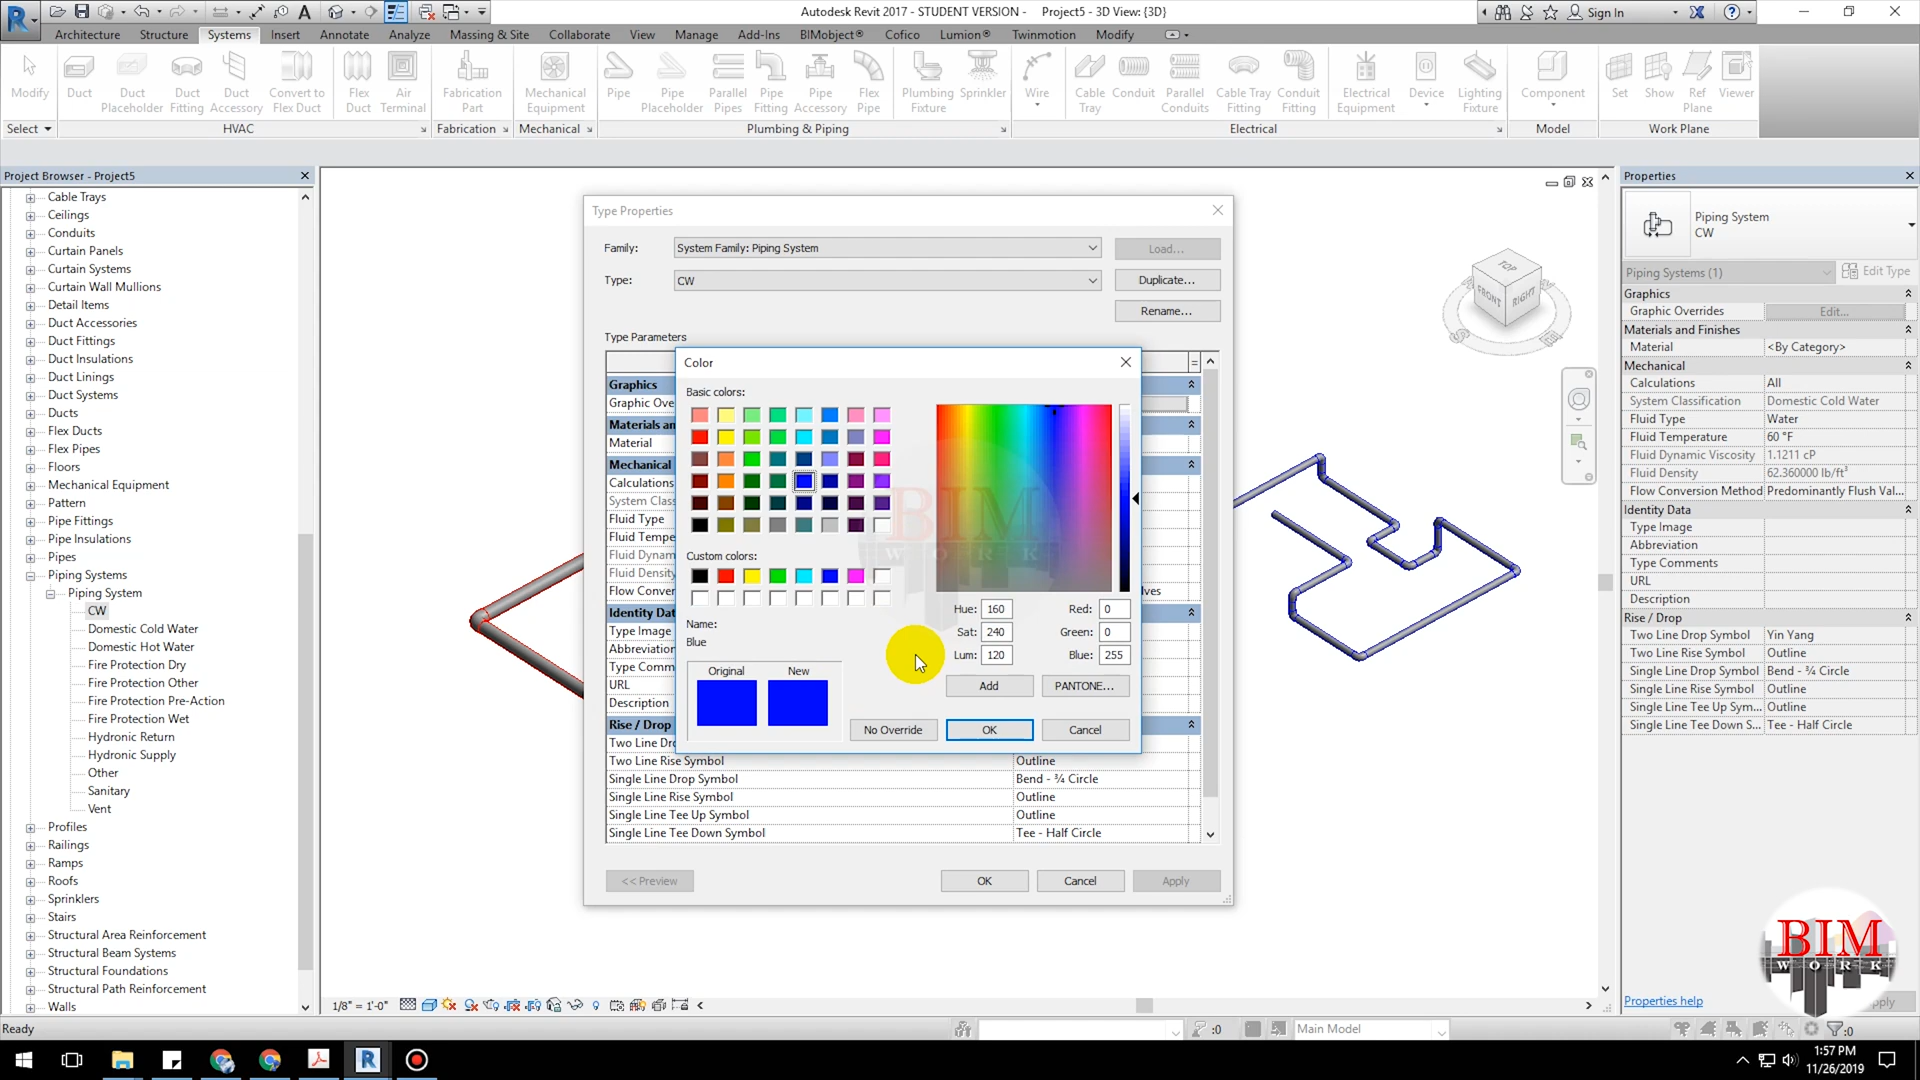 Autodesk Revit 2017 - STUDENT VERSION - Project5 - 3D View: {3D}
Sign In
Architecture Structure Systems Insert Annotate Analyze Massing & Site Collaborate View Manage Add-Ins BIMobject® Cofico Lumion® Twinmotion Modify
Modify
Duct
Duct Placeholder
Duct Fitting
Duct Accessory
Convert to Flex Duct
Flex Duct
Air Terminal
Fabrication Part
Mechanical Equipment
Pipe
Pipe Placeholder
Parallel Pipes
Pipe Fitting
Pipe Accessory
Flex Pipe
Plumbing Fixture
Sprinkler
Wire
Cable Tray
Conduit
Parallel Conduits
Cable Tray Fitting
Conduit Fitting
Electrical Equipment
Device
Lighting Fixture
Component
Set
Show
Ref Plane
Viewer
Select HVAC Fabrication Mechanical Plumbing & Piping Electrical Model Work Plane
Project Browser - Project5
Cable Trays
Ceilings
Conduits
Curtain Panels
Curtain Systems
Curtain Wall Mullions
Detail Items
Duct Accessories
Duct Fittings
Duct Insulations
Duct Linings
Duct Systems
Ducts
Flex Ducts
Flex Pipes
Floors
Mechanical Equipment
Pattern
Pipe Fittings
Pipe Insulations
Pipes
Piping Systems
Piping System
CW
Domestic Cold Water
Domestic Hot Water
Fire Protection Dry
Fire Protection Other
Fire Protection Pre-Action
Fire Protection Wet
Hydronic Return
Hydronic Supply
Other
Sanitary
Vent
Profiles
Railings
Ramps
Roofs
Sprinklers
Stairs
Structural Area Reinforcement
Structural Beam Systems
Structural Foundations
Structural Path Reinforcement
Walls
Type Properties
Family: System Family: Piping System Load...
Type: CW Duplicate...
Rename...
Type Parameters
=
Graphics
Graphic Ove
Materials an
Material
Mechanical
Calculations
System Class
Fluid Type
Fluid Tempe
Fluid Dynam
Fluid Density
Flow Conver lves
Identity Dat
Type Image
Abbreviation
Type Comm
URL
Description
Rise / Drop
Two Line Dro
Two Line Rise Symbol Outline
Single Line Drop Symbol Bend - ¾ Circle
Single Line Rise Symbol Outline
Single Line Tee Up Symbol Outline
Single Line Tee Down Symbol Tee - Half Circle
<< Preview OK Cancel Apply
Color
Basic colors:
Custom colors:
Name:
Blue
Original New
Hue: 160 Red: 0
Sat: 240 Green: 0
Lum: 120 Blue: 255
Add PANTONE...
No Override OK Cancel
BIM
WORK
TOP
FRONT
RIGHT
S
E
Properties
Piping System
CW
Piping Systems (1) Edit Type
Graphics
Graphic Overrides Edit...
Materials and Finishes
Material <By Category>
Mechanical
Calculations All
System Classification Domestic Cold Water
Fluid Type Water
Fluid Temperature 60 °F
Fluid Dynamic Viscosity 1.1211 cP
Fluid Density 62.360000 lb/ft³
Flow Conversion Method Predominantly Flush Val...
Identity Data
Type Image
Abbreviation
Type Comments
URL
Description
Rise / Drop
Two Line Drop Symbol Yin Yang
Two Line Rise Symbol Outline
Single Line Drop Symbol Bend - ¾ Circle
Single Line Rise Symbol Outline
Single Line Tee Up Sym... Outline
Single Line Tee Down S... Tee - Half Circle
Properties help
BIM
WORK
1/8" = 1'-0"
Ready
:0
Main Model
:0
1:57 PM
11/26/2019